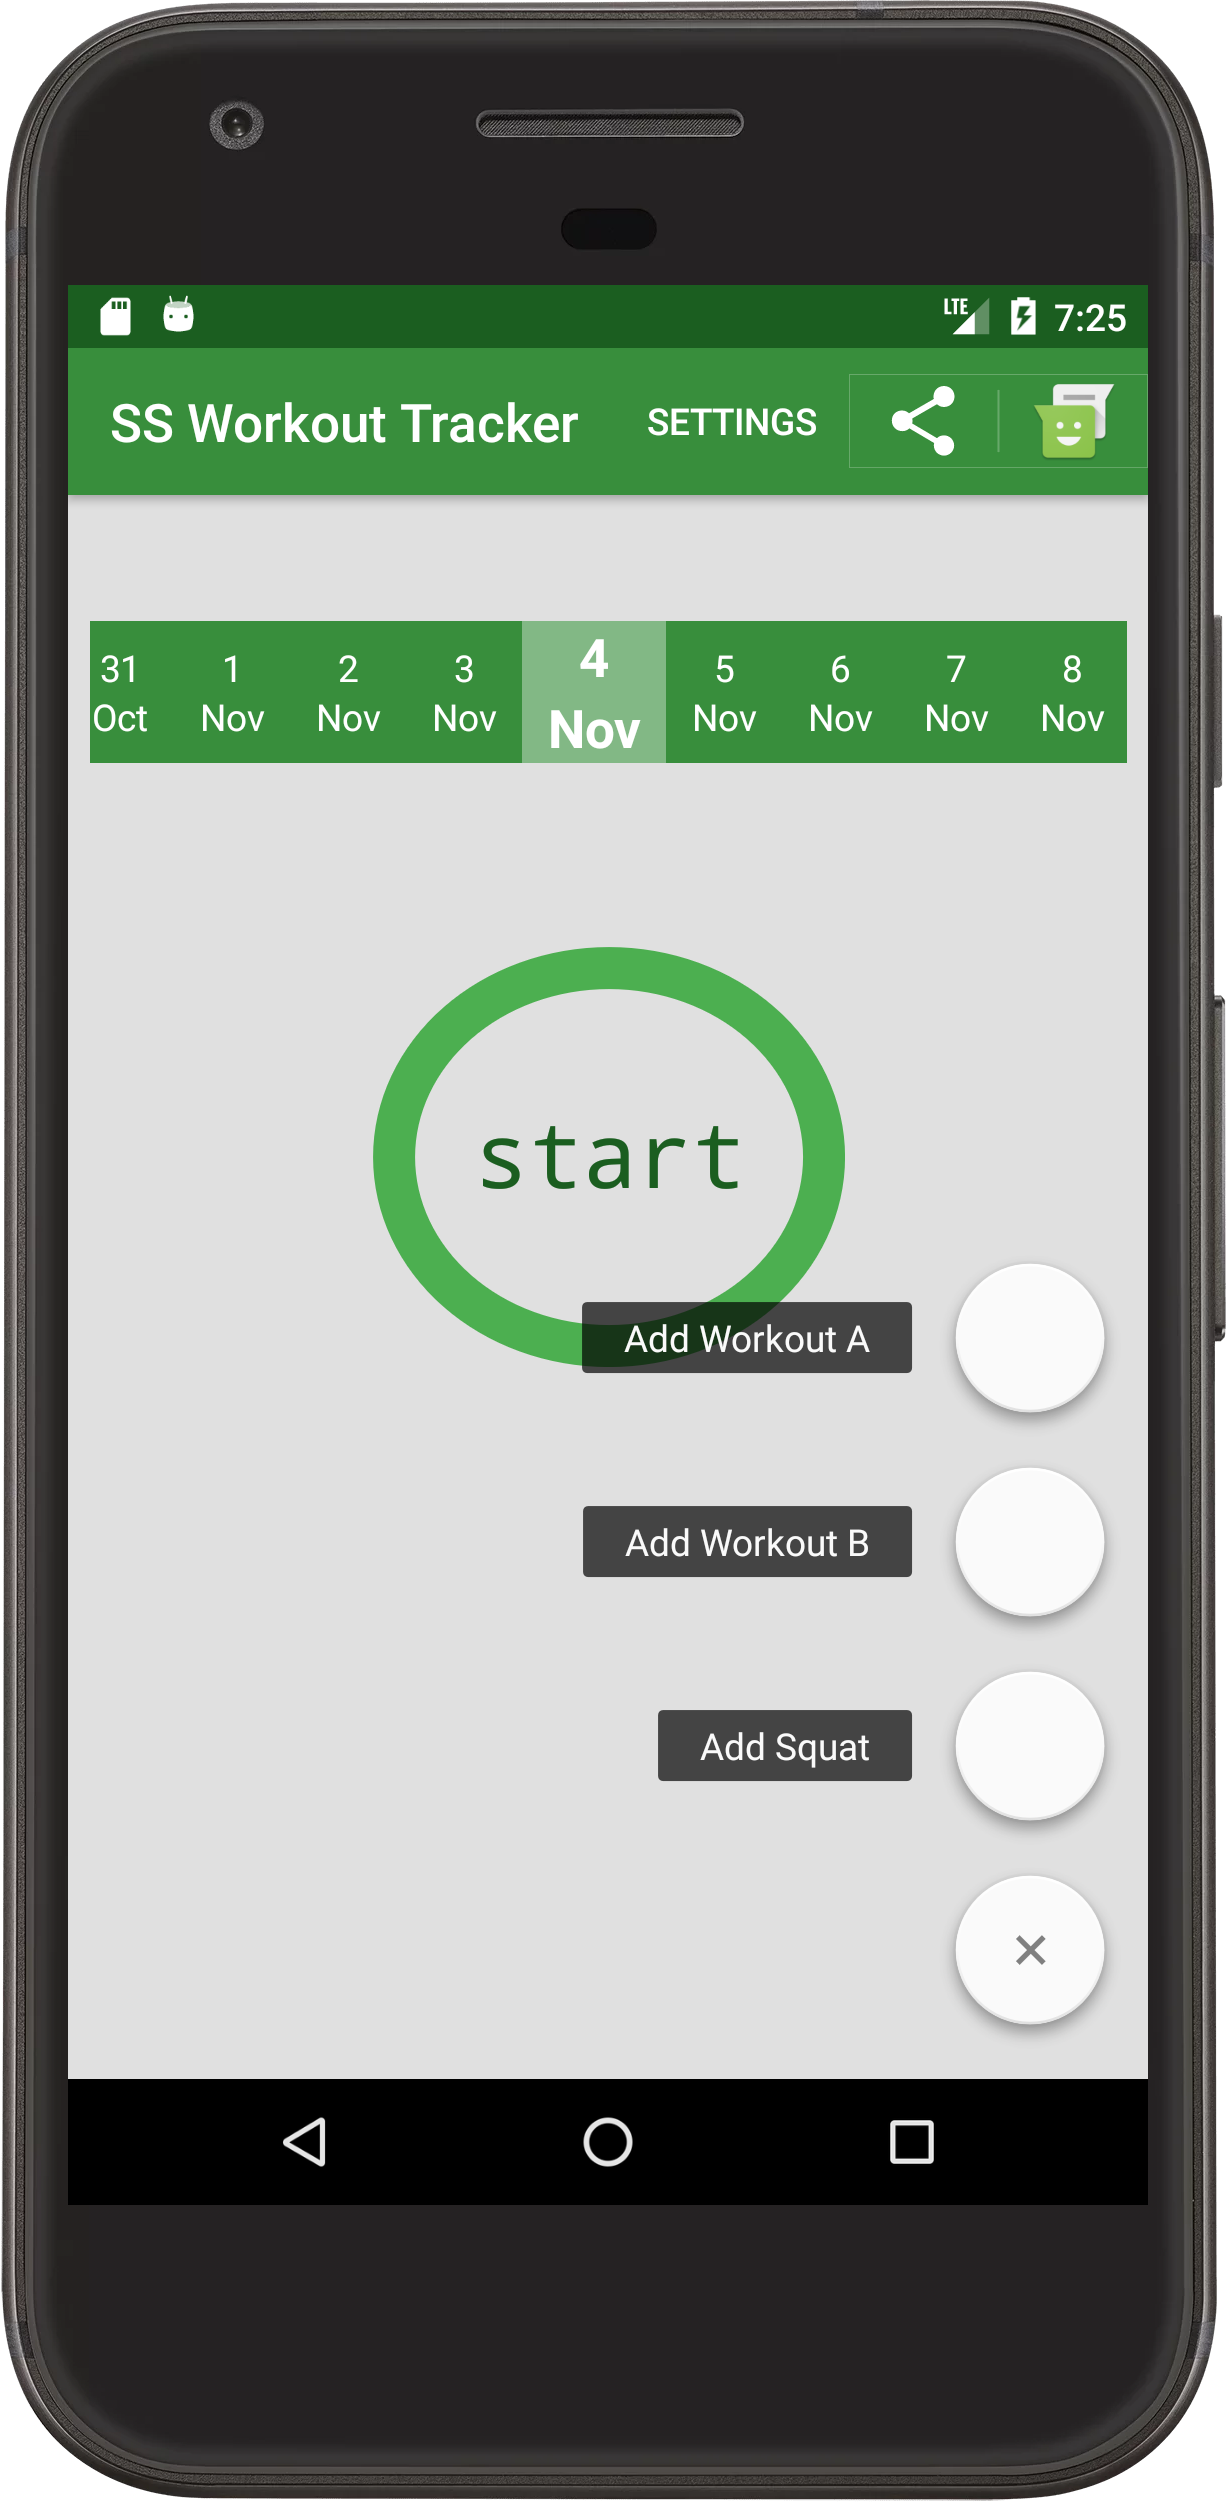 LTE 7:25
SS Workout Tracker SETTINGS
31 1 2 3 4 5 6 7 8
Oct Nov Nov Nov Nov Nov Nov Nov Nov
start
Add Workout A
Add Workout B
Add Squat